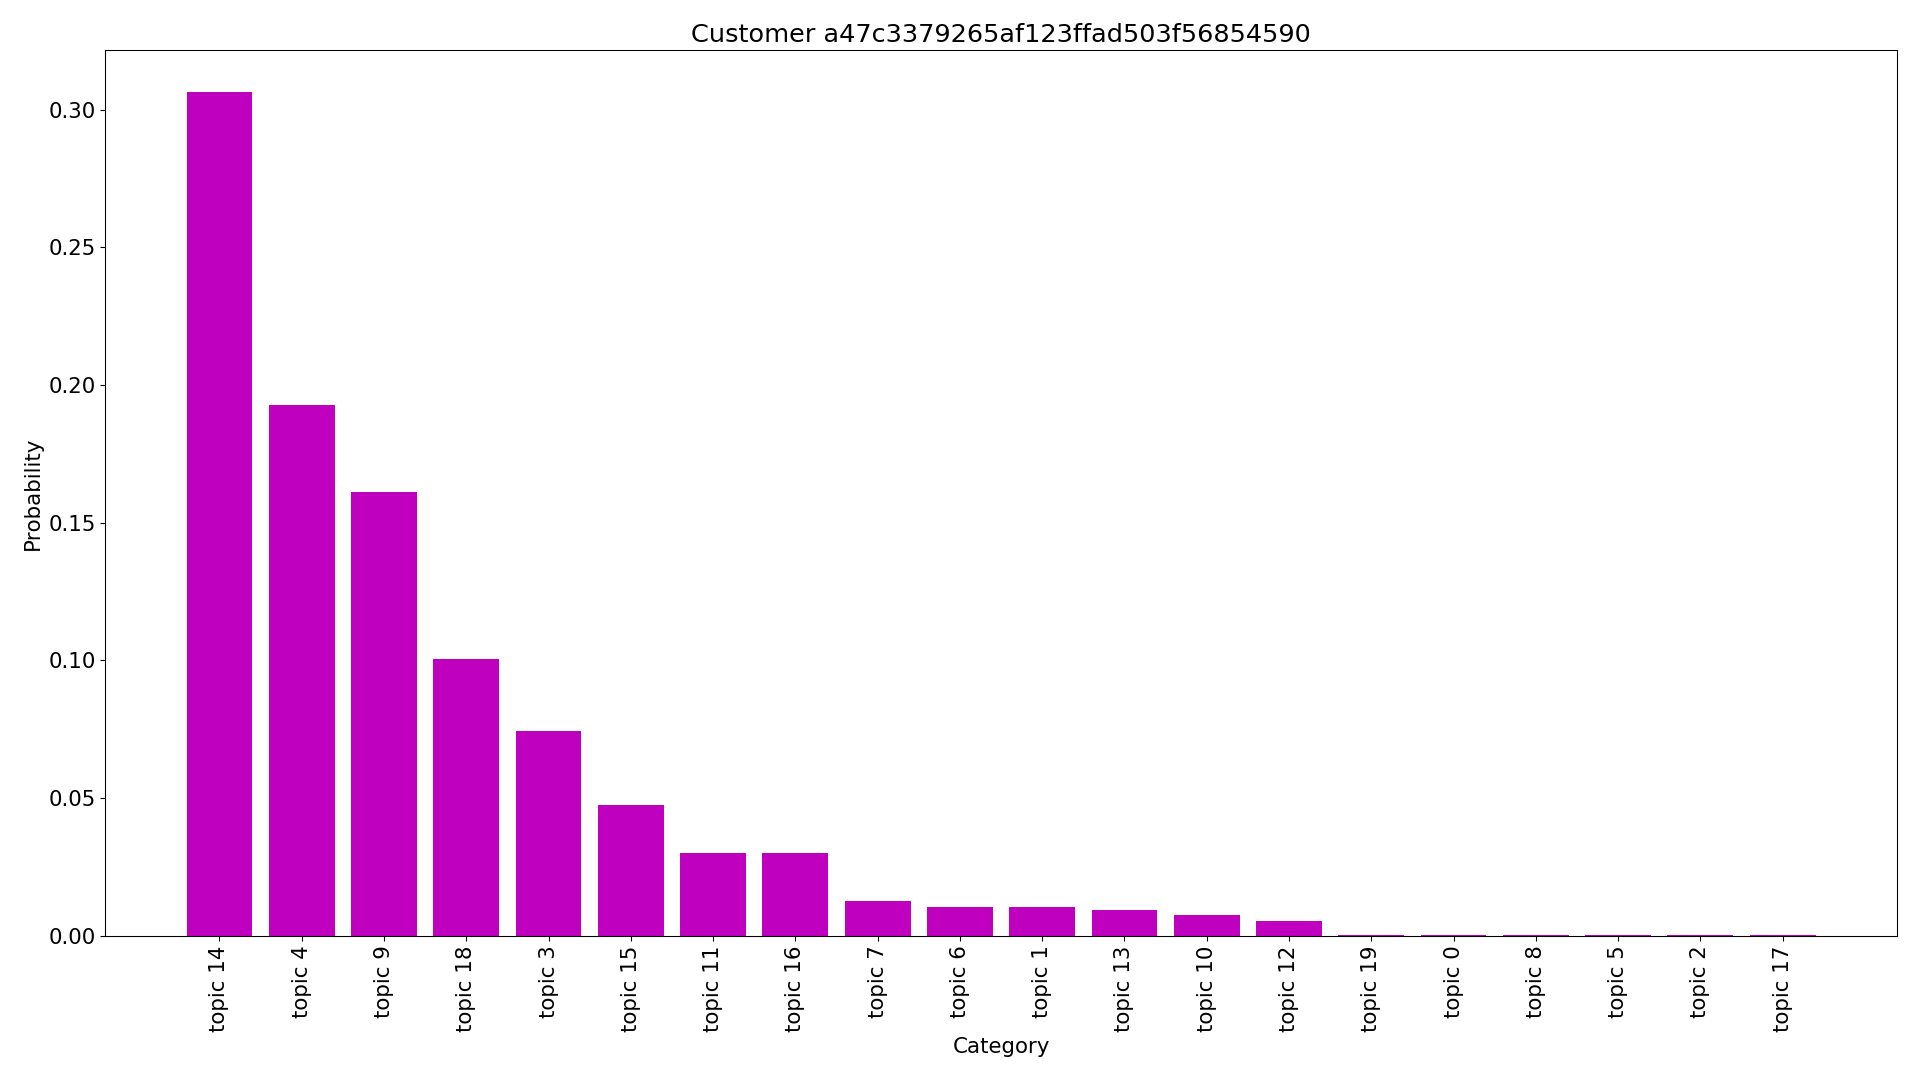 Customer a47c3379265af123ffad503f56854590
Probability
0.30
0.25
0.20
0.15
0.10
0.05
0.00
topic 14
topic 4
topic 9
topic 18
topic 3
topic 15
topic 11
topic 16
topic 7
topic 6
topic 1
topic 13
topic 10
topic 12
topic 19
topic 0
topic 8
topic 5
topic 2
topic 17
Category